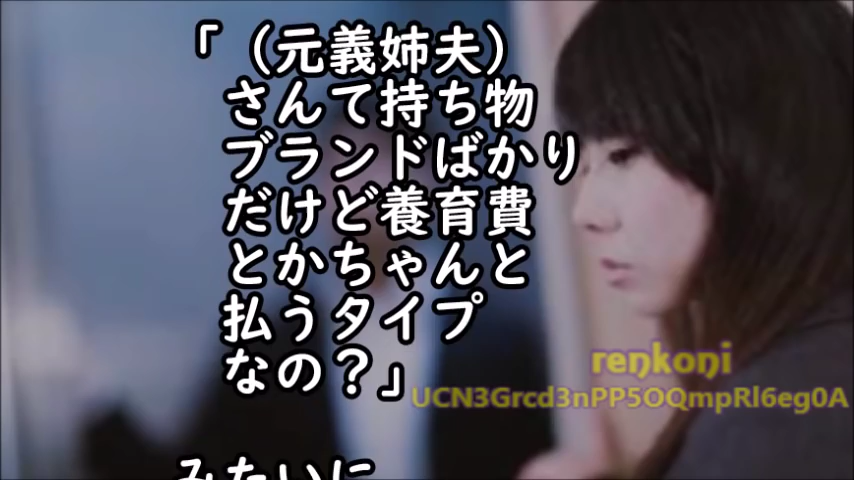 「（元義姉夫）
さんて持ち物
ブランドばかり
だけど養育費
とかちゃんと
払うタイプ
なの？」
renkoni
UCN3Grcd3nPP5OQmpRl6eg0A
みたいに